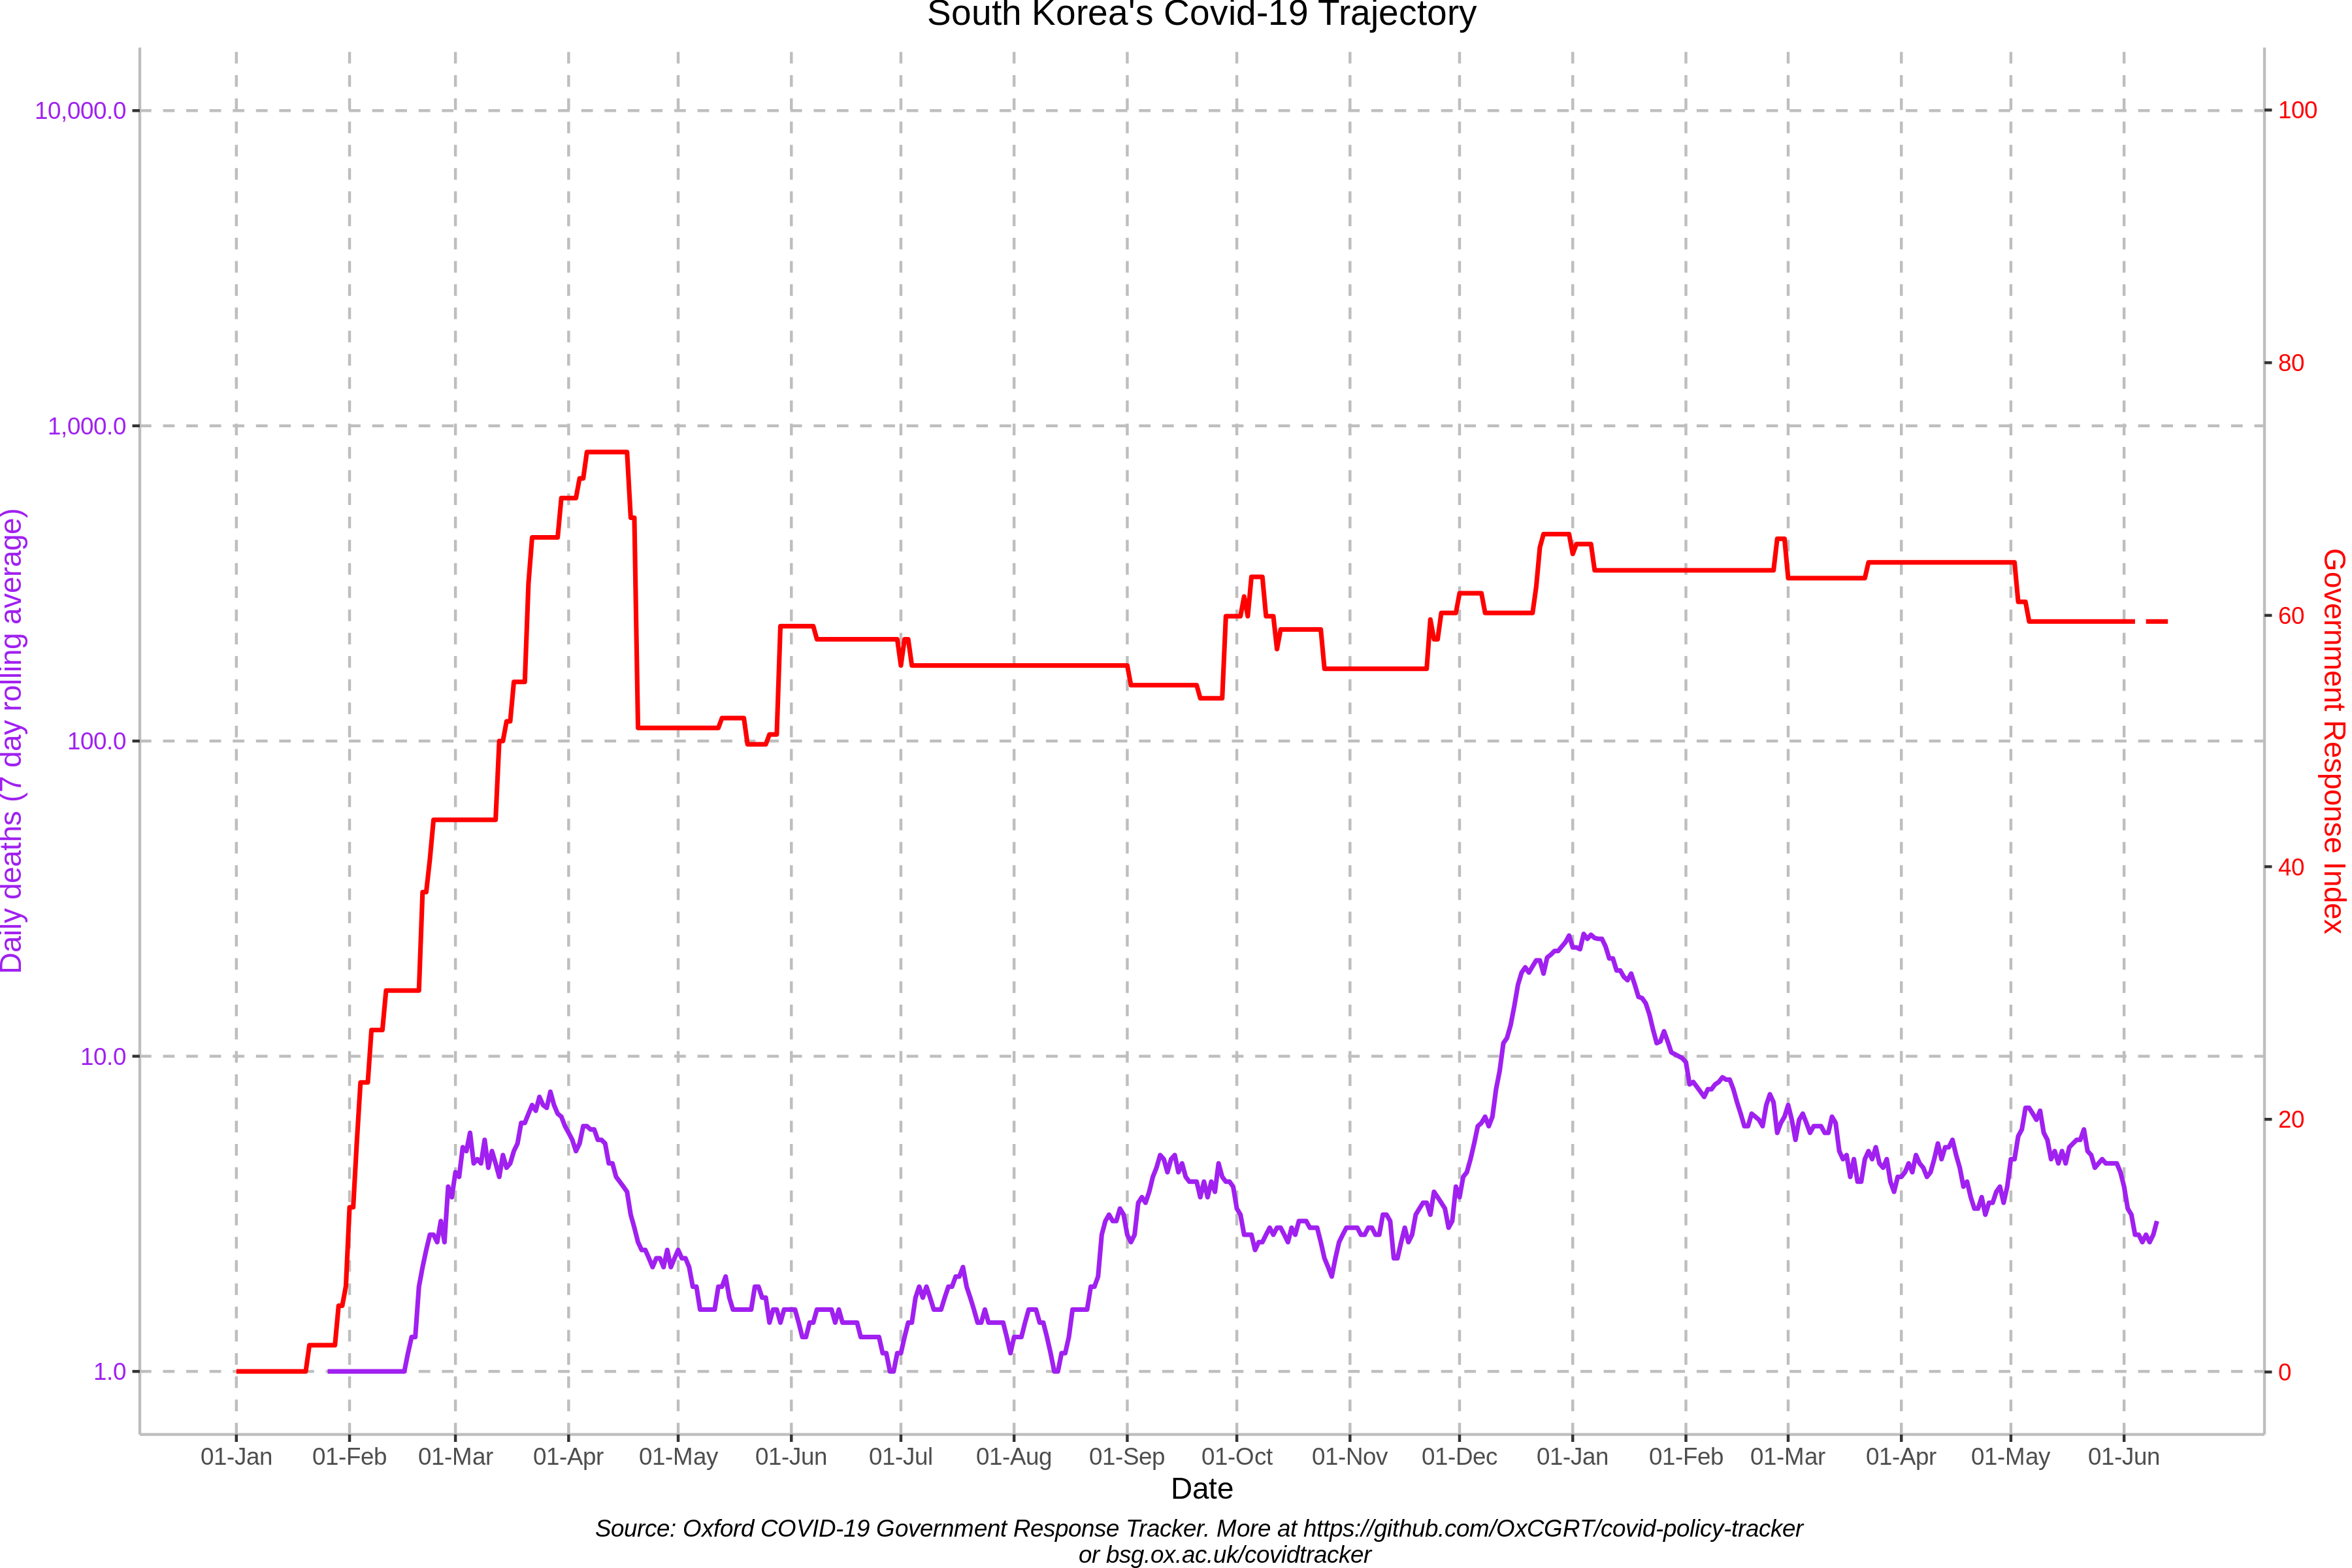 South Korea's Covid-19 Trajectory
10,000.0
1,000.0
100.0
10.0
1.0
Daily deaths (7 day rolling average)
100
80
60
40
20
0
Government Response Index
01-Jan 01-Feb 01-Mar 01-Apr 01-May 01-Jun 01-Jul 01-Aug 01-Sep 01-Oct 01-Nov 01-Dec 01-Jan 01-Feb 01-Mar 01-Apr 01-May 01-Jun
Date
Source: Oxford COVID-19 Government Response Tracker. More at https://github.com/OxCGRT/covid-policy-tracker
or bsg.ox.ac.uk/covidtracker